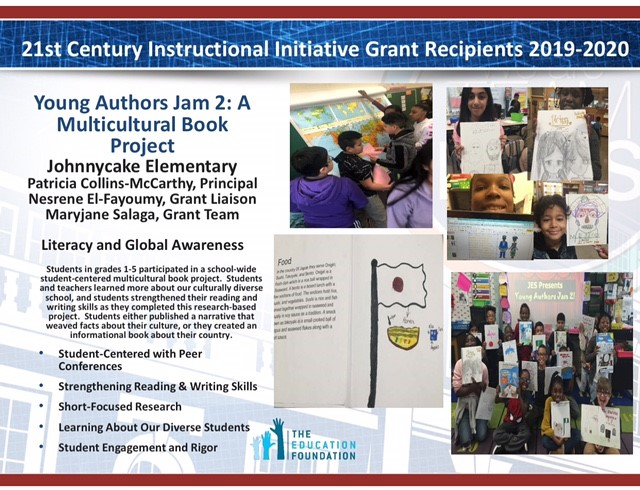 21st Century Instructional Initiative Grant Recipients 2019-2020
Young Authors Jam 2: A
Multicultural Book
Project
Johnnycake Elementary
Patricia Collins-McCarthy, Principal
Nesrene El-Fayoumy, Grant Liaison
Maryjane Salaga, Grant Team
Literacy and Global Awareness
Students in grades 1-5 participated in a school-wide
student-centered multicultural book project. Students
and teachers learned more about our culturally diverse
school, and students strengthened their reading and
writing skills as they completed this research-based
project. Students either published a narrative that
weaved facts about their culture, or they created an
informational book about their country.
• Student-Centered with Peer
Conferences
• Strengthening Reading & Writing Skills
• Short-Focused Research
• Learning About Our Diverse Students
• Student Engagement and Rigor
Food
JES Presents
Young Authors Jam 2!
THE
EDUCATION
FOUNDATION